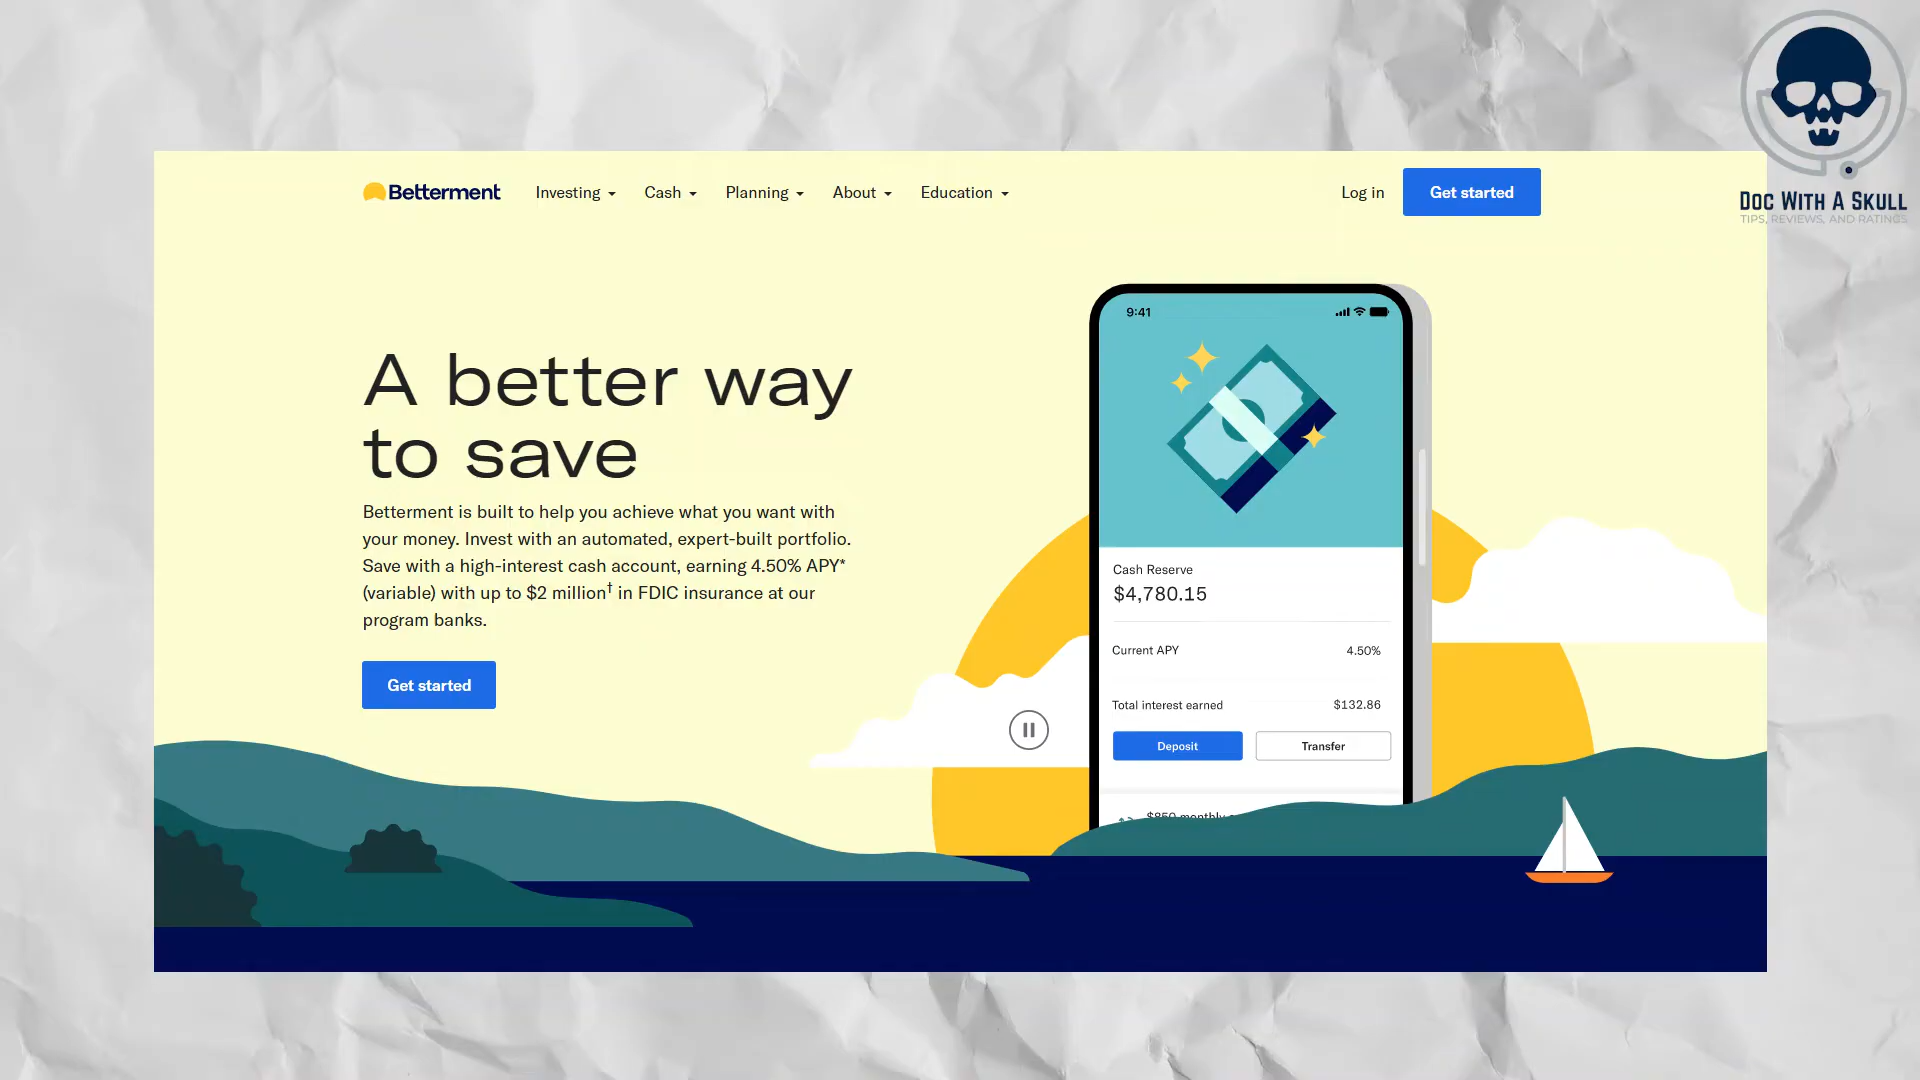 DOC WITH A SKULL
TIPS, REVIEWS, AND RATINGS
Betterment
Investing
Cash
Planning
About
Education
Log in
Get started
A better way
to save
Betterment is built to help you achieve what you want with
your money. Invest with an automated, expert-built portfolio.
Save with a high-interest cash account, earning 4.50% APY*
(variable) with up to $2 million† in FDIC insurance at our
program banks.
Get started
9:41
Cash Reserve
$4,780.15
Current APY 4.50%
Total interest earned $132.86
Deposit
Transfer
$850 monthly